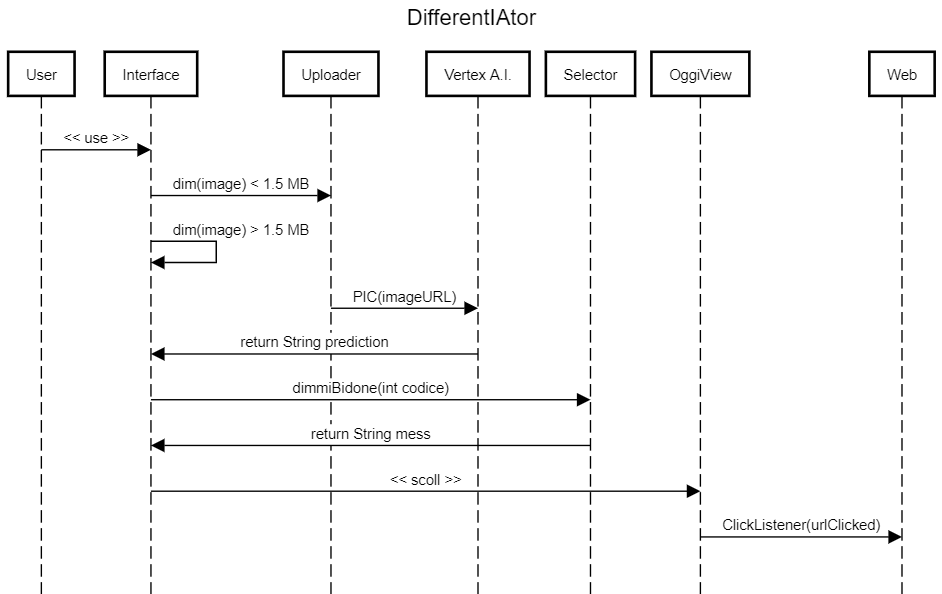 DifferentIAtor
User
Interface
Uploader
Vertex A.I.
Selector
OggiView
Web
<< use >>
dim(image) < 1.5 MB
dim(image) > 1.5 MB
PIC(imageURL)
return String prediction
dimmiBidone(int codice)
return String mess
<< scoll >>
ClickListener(urlClicked)